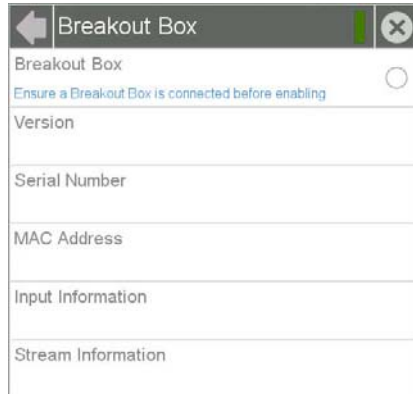 Breakout Box
Breakout Box
Ensure a Breakout Box is connected before enabling
Version
Serial Number
MAC Address
Input Information
Stream Information